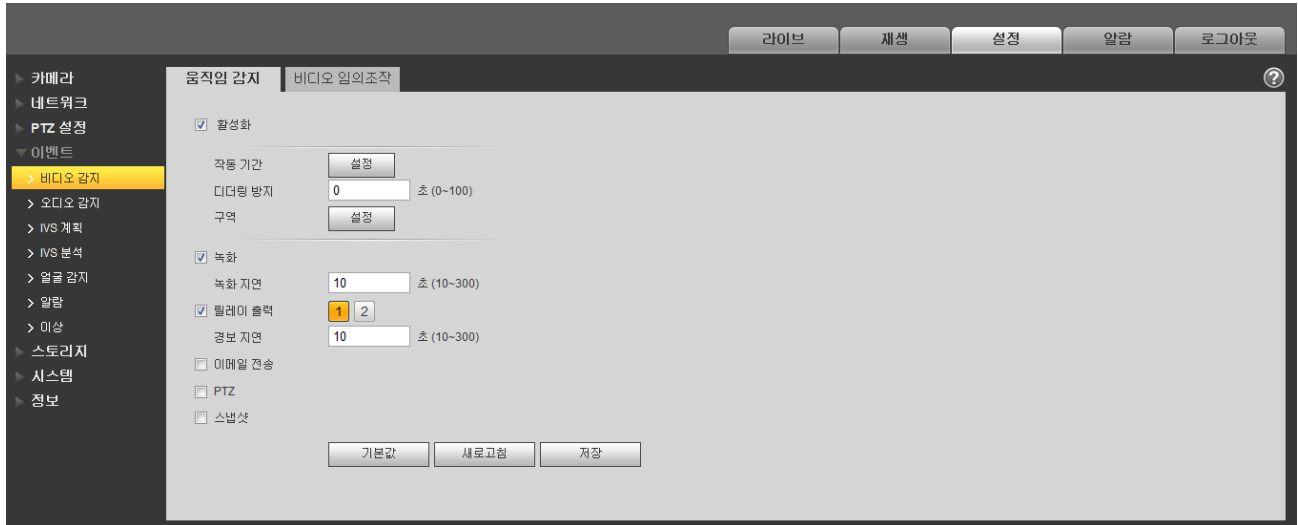 라이브
재생
설정
알람
로그아웃
카메라
네트워크
PTZ 설정
이벤트
비디오 감지
오디오 감지
IVS 계획
IVS 분석
얼굴 감지
알람
이상
스토리지
시스템
정보
움직임 감지
비디오 임의조작
?
활성화
작동 기간 설정
디더링 방지 0 초 (0~100)
구역 설정
녹화
녹화 지연 10 초 (10~300)
릴레이 출력 1 2
경보 지연 10 초 (10~300)
이메일 전송
PTZ
스냅샷
기본값 새로고침 저장